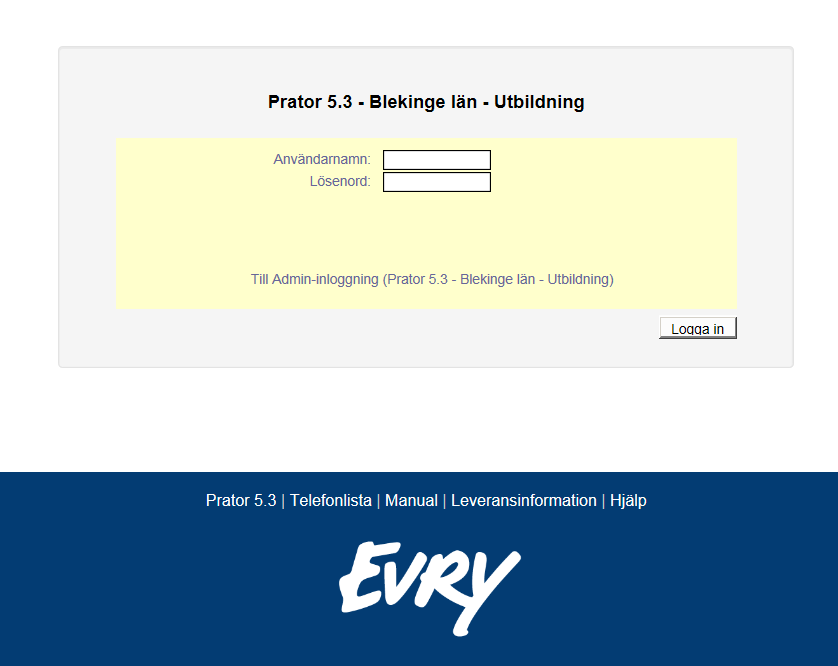 Prator 5.3 - Blekinge län - Utbildning
Användarnamn:
Lösenord:
Till Admin-inloggning (Prator 5.3 - Blekinge län - Utbildning)
Logga in
Prator 5.3 | Telefonlista | Manual | Leveransinformation | Hjälp
EVRY